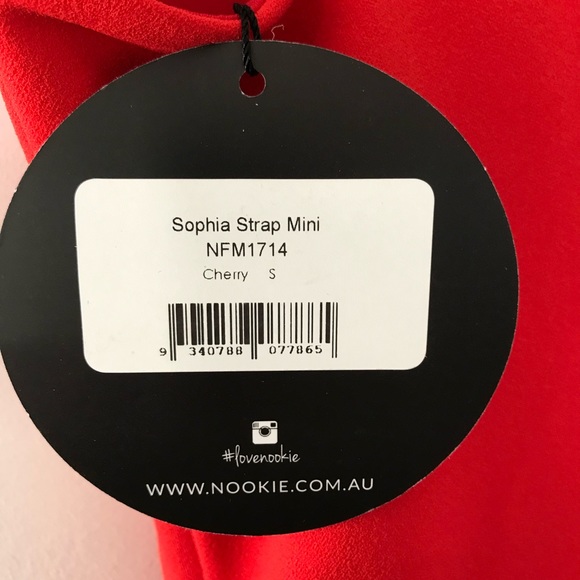 Sophia Strap Mini
NFM1714
Cherry S
9 340788 077865
#lovenookie
WWW.NOOKIE.COM.AU